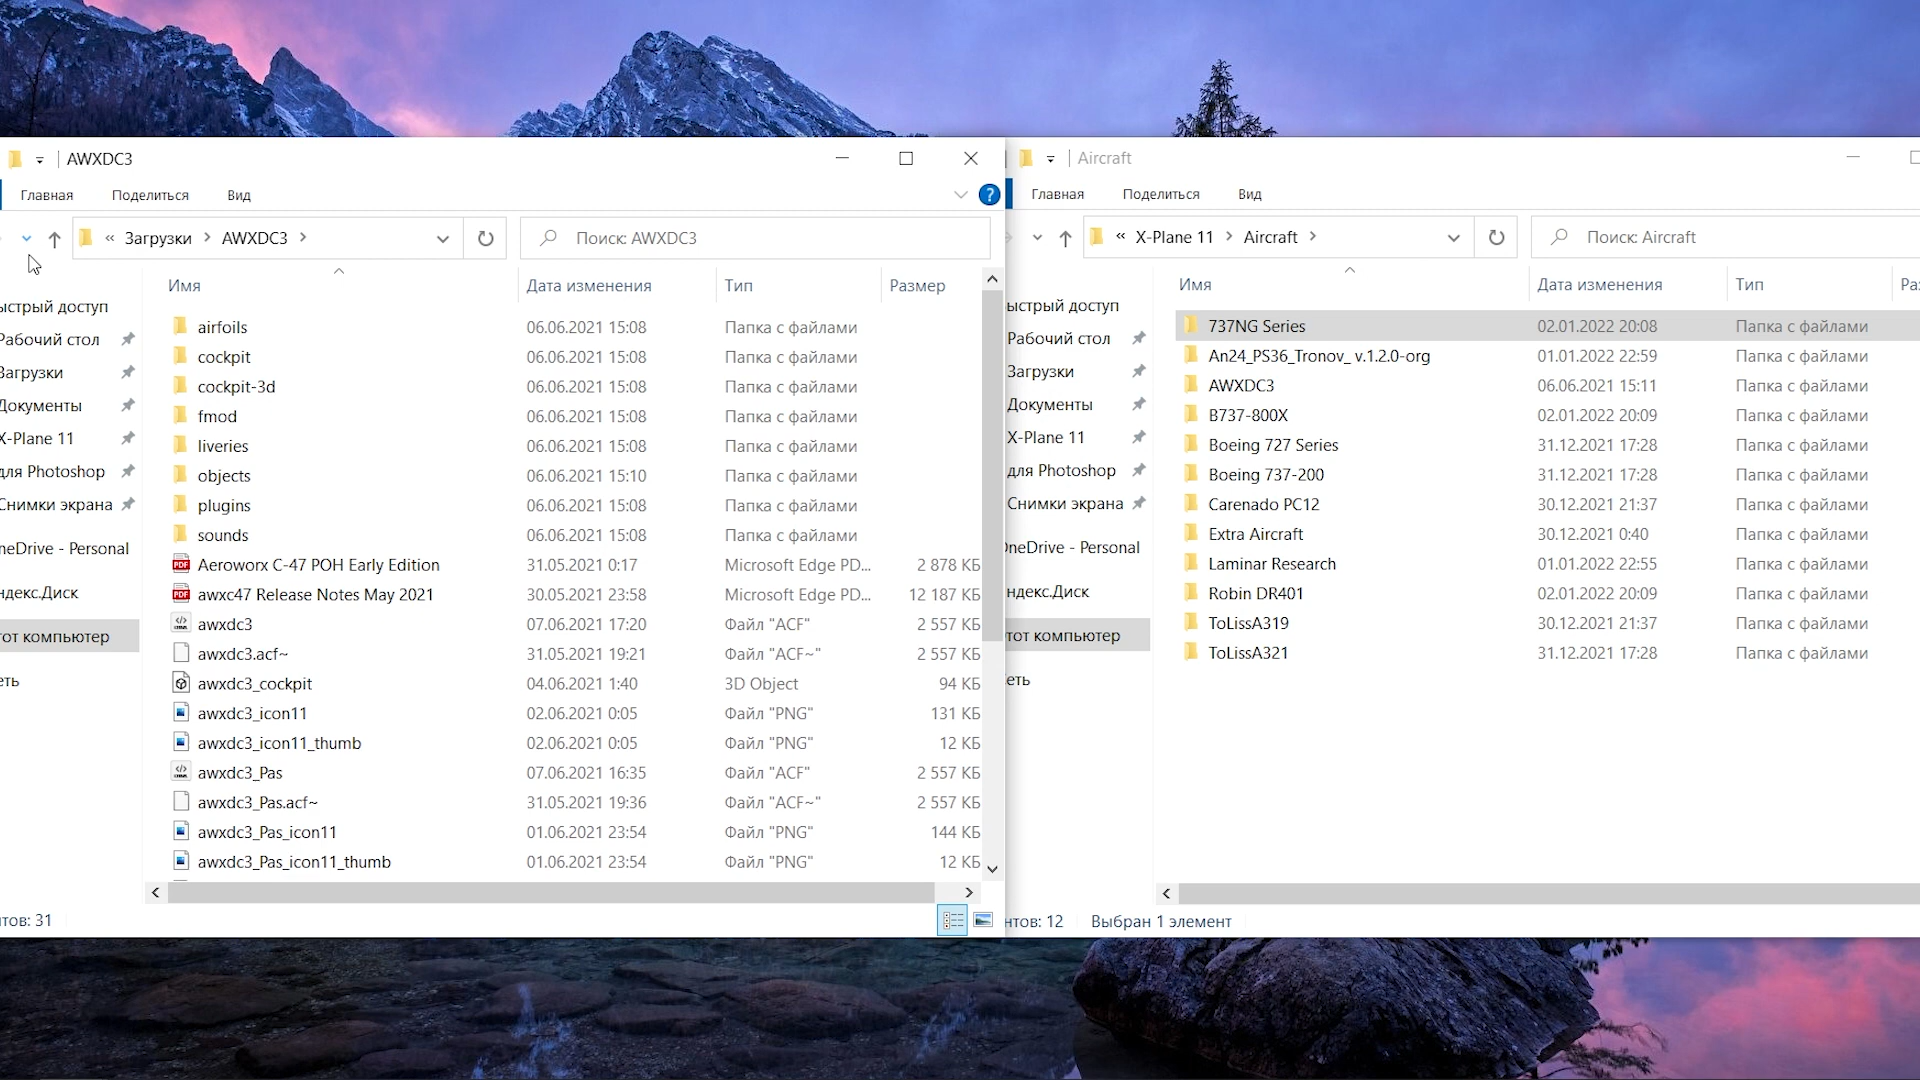 AWXDC3
Главная Поделиться Вид
« Загрузки > AWXDC3 >
Поиск: AWXDC3
Имя Дата изменения Тип Размер
ыстрый доступ
Рабочий стол
Загрузки
Документы
X-Plane 11
для Photoshop
Снимки экрана
neDrive - Personal
ндекс.Диск
тот компьютер
еть
airfoils 06.06.2021 15:08 Папка с файлами
cockpit 06.06.2021 15:08 Папка с файлами
cockpit-3d 06.06.2021 15:08 Папка с файлами
fmod 06.06.2021 15:08 Папка с файлами
liveries 06.06.2021 15:08 Папка с файлами
objects 06.06.2021 15:10 Папка с файлами
plugins 06.06.2021 15:08 Папка с файлами
sounds 06.06.2021 15:08 Папка с файлами
Aeroworx C-47 POH Early Edition 31.05.2021 0:17 Microsoft Edge PD... 2 878 КБ
awxc47 Release Notes May 2021 30.05.2021 23:58 Microsoft Edge PD... 12 187 КБ
awxdc3 07.06.2021 17:20 Файл "ACF" 2 557 КБ
awxdc3.acf~ 31.05.2021 19:21 Файл "ACF~" 2 557 КБ
awxdc3_cockpit 04.06.2021 1:40 3D Object 94 КБ
awxdc3_icon11 02.06.2021 0:05 Файл "PNG" 131 КБ
awxdc3_icon11_thumb 02.06.2021 0:05 Файл "PNG" 12 КБ
awxdc3_Pas 07.06.2021 16:35 Файл "ACF" 2 557 КБ
awxdc3_Pas.acf~ 31.05.2021 19:36 Файл "ACF~" 2 557 КБ
awxdc3_Pas_icon11 01.06.2021 23:54 Файл "PNG" 144 КБ
awxdc3_Pas_icon11_thumb 01.06.2021 23:54 Файл "PNG" 12 КБ
тов: 31
Aircraft
Главная Поделиться Вид
« X-Plane 11 > Aircraft >
Поиск: Aircraft
Имя Дата изменения Тип Раз
ыстрый доступ
Рабочий стол
Загрузки
Документы
X-Plane 11
для Photoshop
Снимки экрана
OneDrive - Personal
ндекс.Диск
тот компьютер
еть
737NG Series 02.01.2022 20:08 Папка с файлами
An24_PS36_Tronov_ v.1.2.0-org 01.01.2022 22:59 Папка с файлами
AWXDC3 06.06.2021 15:11 Папка с файлами
B737-800X 02.01.2022 20:09 Папка с файлами
Boeing 727 Series 31.12.2021 17:28 Папка с файлами
Boeing 737-200 31.12.2021 17:28 Папка с файлами
Carenado PC12 30.12.2021 21:37 Папка с файлами
Extra Aircraft 30.12.2021 0:40 Папка с файлами
Laminar Research 01.01.2022 22:55 Папка с файлами
Robin DR401 02.01.2022 20:09 Папка с файлами
ToLissA319 30.12.2021 21:37 Папка с файлами
ToLissA321 31.12.2021 17:28 Папка с файлами
нтов: 12 Выбран 1 элемент